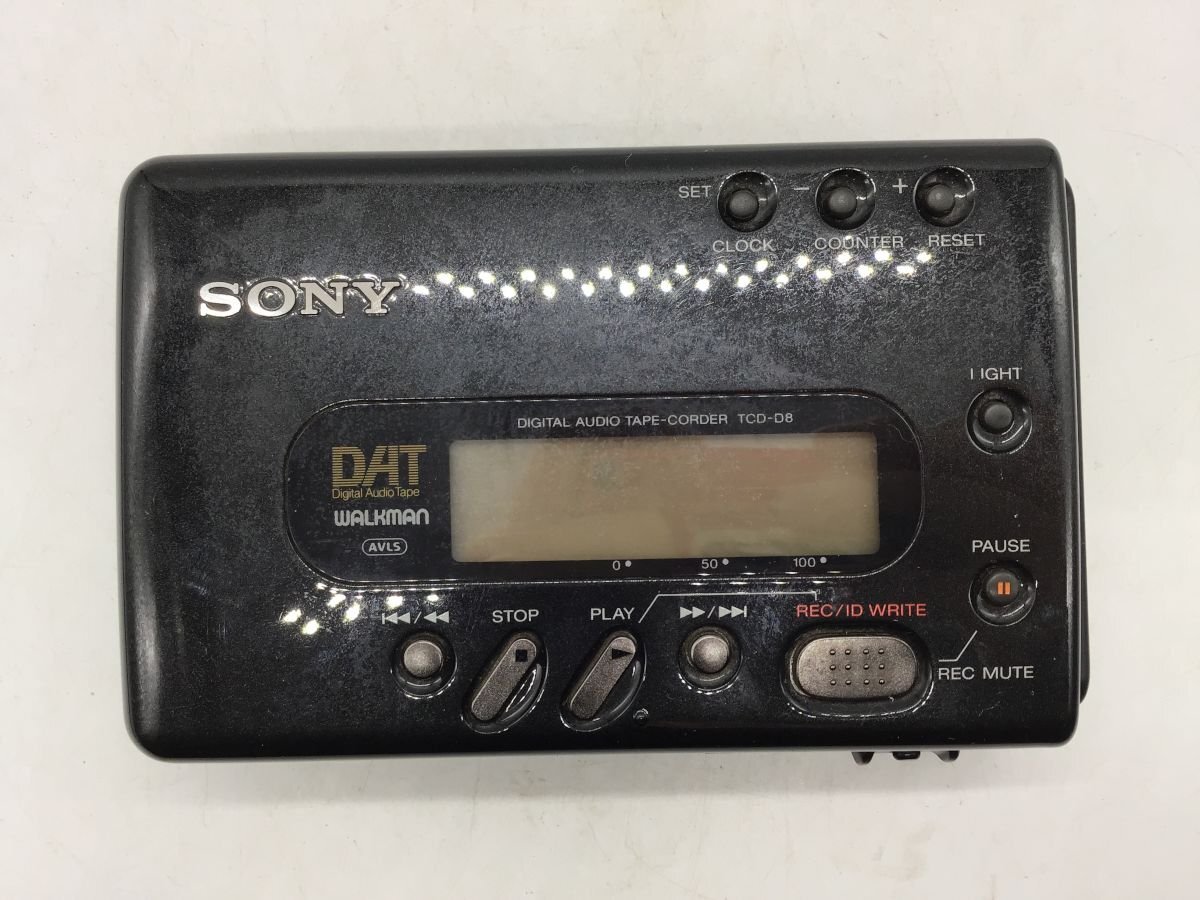 SET - +
CLOCK COUNTER RESET
SONY
LIGHT
DIGITAL AUDIO TAPE-CORDER TCD-D8
DAT
Digital Audio Tape
WALKMAN
AVLS
0 50 100
PAUSE
STOP PLAY REC/ID WRITE
REC MUTE